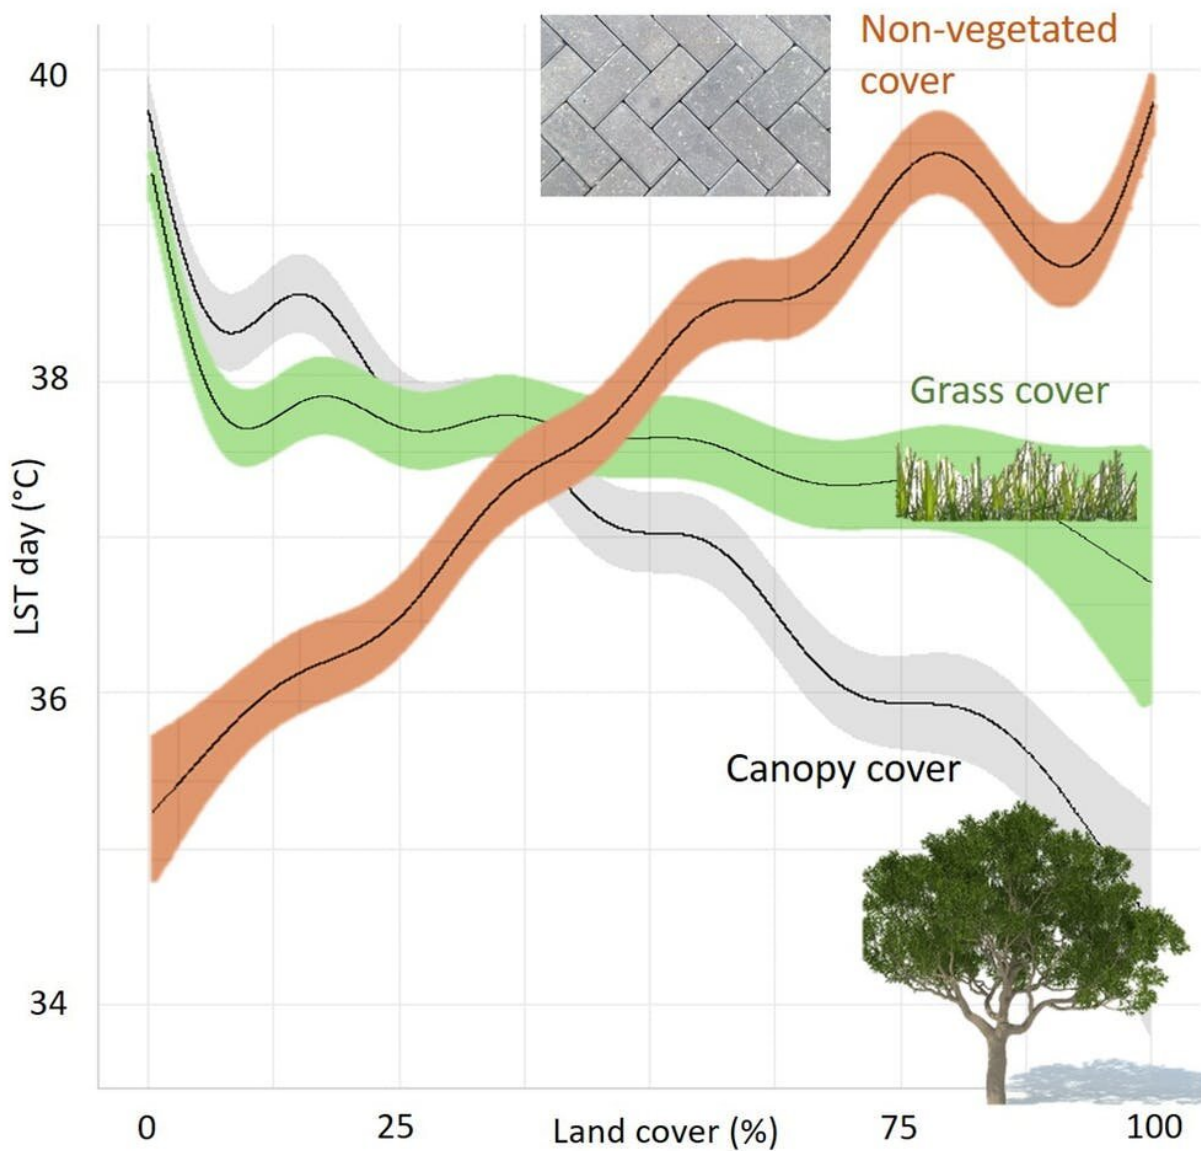 Non-vegetated
cover
40
38
Grass cover
LST day (°C)
36
Canopy cover
34
0
25
Land cover (%)
75
100